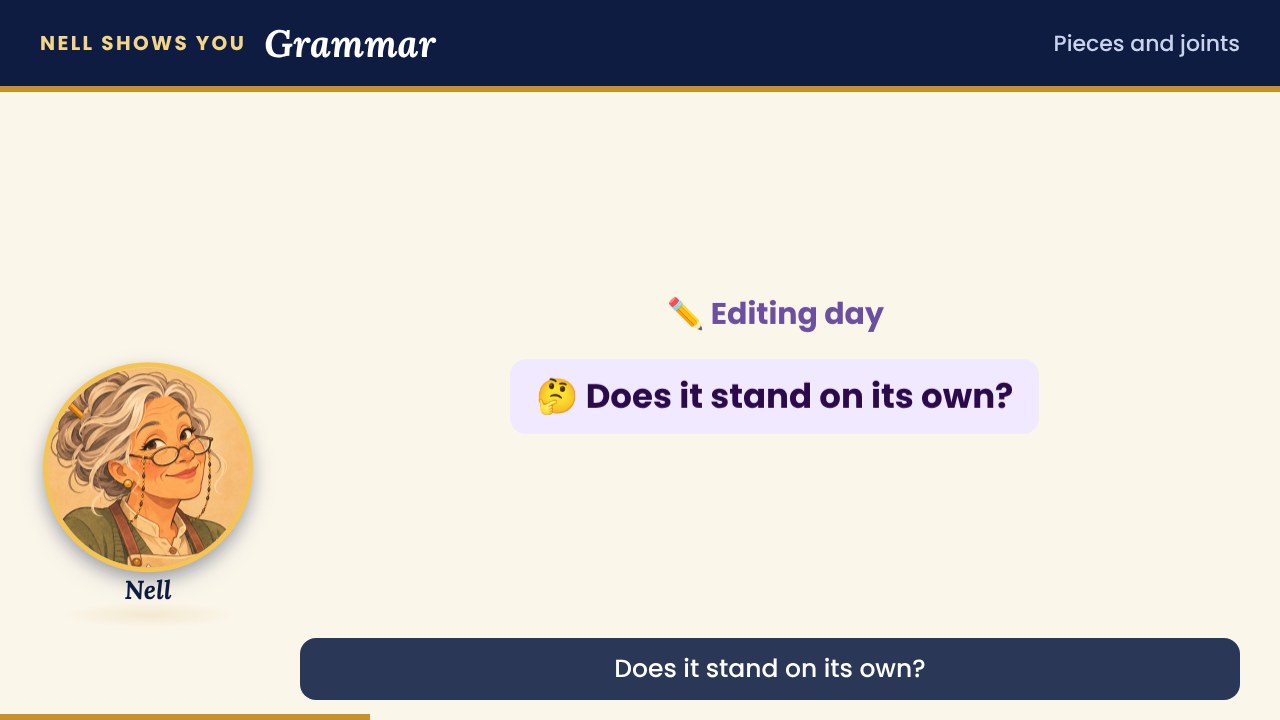 NELL SHOWS YOU Grammar
Pieces and joints
✏️ Editing day
🤔 Does it stand on its own?
Nell
Does it stand on its own?